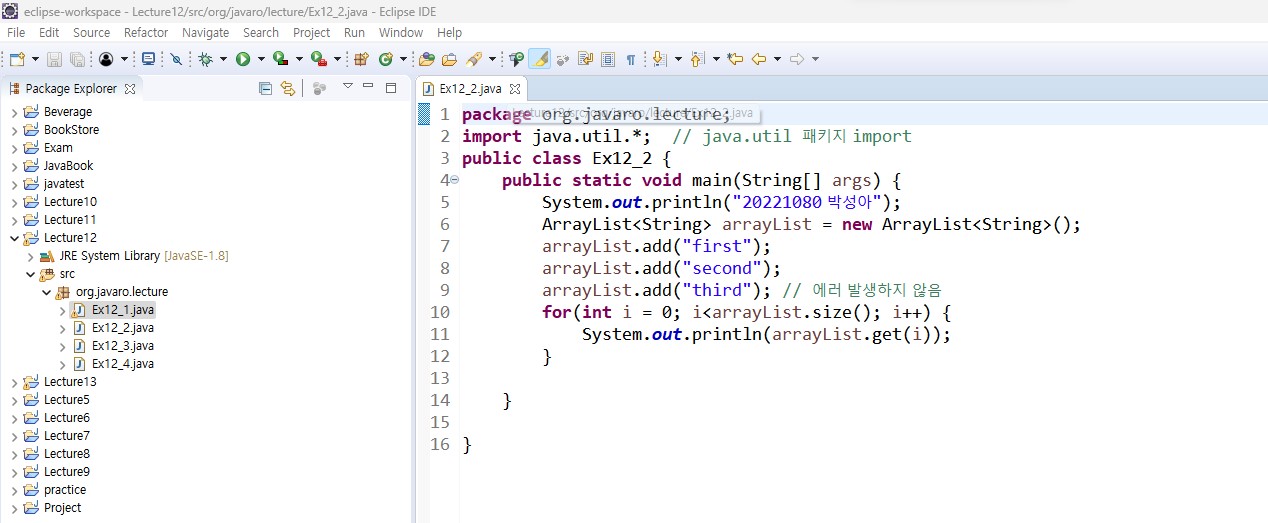 eclipse-workspace - Lecture12/src/org/javaro/lecture/Ex12_2.java - Eclipse IDE
File Edit Source Refactor Navigate Search Project Run Window Help
Package Explorer
Beverage
BookStore
Exam
JavaBook
javatest
Lecture10
Lecture11
Lecture12
JRE System Library [JavaSE-1.8]
src
org.javaro.lecture
Ex12_1.java
Ex12_2.java
Ex12_3.java
Ex12_4.java
Lecture13
Lecture5
Lecture6
Lecture7
Lecture8
Lecture9
practice
Project
Ex12_2.java
Lecture12/src/org/javaro/lecture/Ex12_2.java
1 package org.javaro.lecture;
2 import java.util.*;  // java.util 패키지 import
3 public class Ex12_2 {
4     public static void main(String[] args) {
5         System.out.println("20221080 박성아");
6         ArrayList<String> arrayList = new ArrayList<String>();
7         arrayList.add("first");
8         arrayList.add("second");
9         arrayList.add("third"); // 에러 발생하지 않음
10         for(int i = 0; i<arrayList.size(); i++) {
11             System.out.println(arrayList.get(i));
12         }
13
14     }
15
16 }